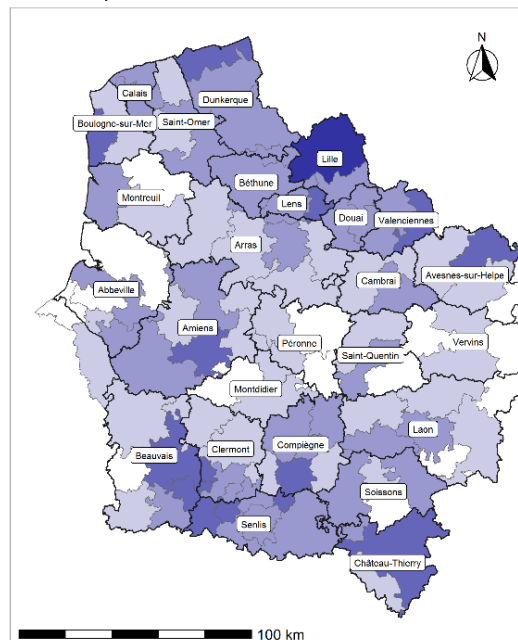 N
Calais
Dunkerque
Boulogne-sur-Mer
Saint-Omer
Lille
Béthune
Montreuil
Lens
Douai
Valenciennes
Arras
Avesnes-sur-Helpe
Cambrai
Abbeville
Amiens
Péronne
Saint-Quentin
Vervins
Montdidier
Laon
Clermont
Compiègne
Beauvais
Soissons
Senlis
Château-Thierry
100 km